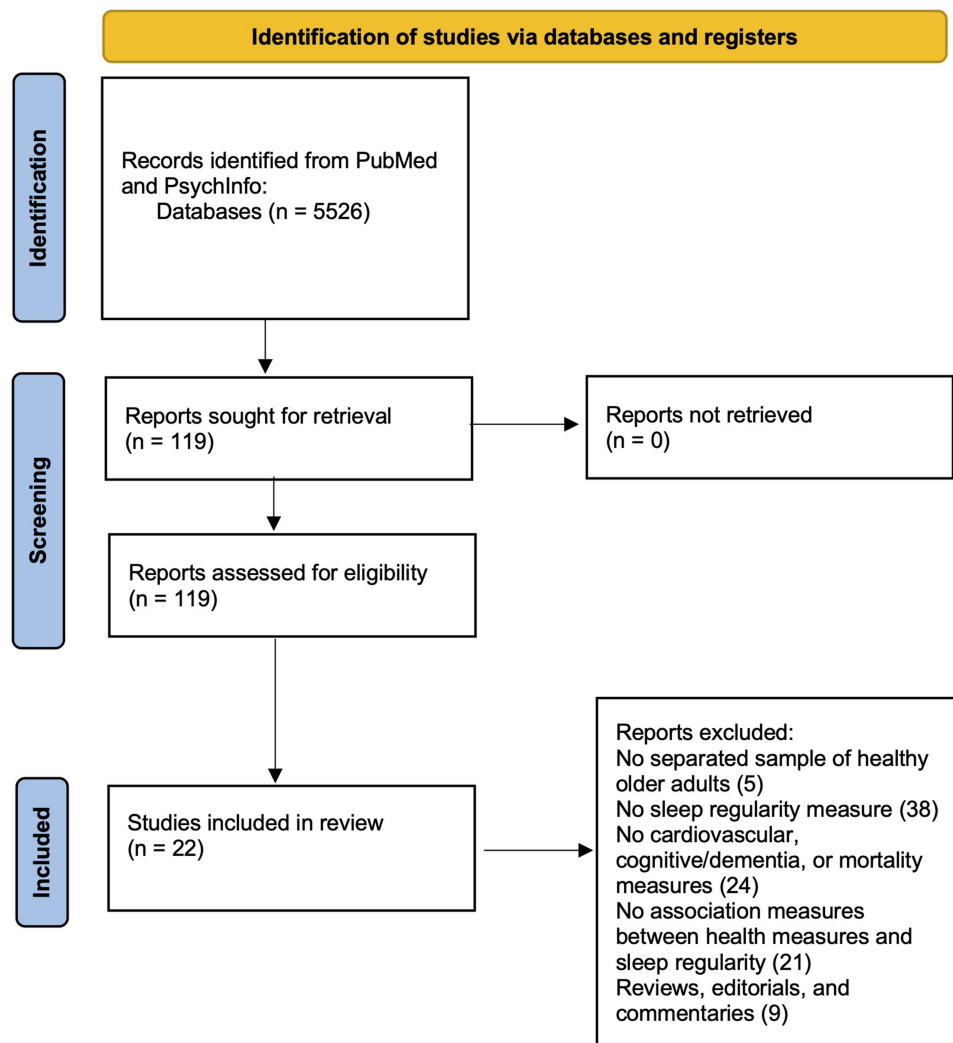 Identification of studies via databases and registers
Identification
Records identified from PubMed
and PsychInfo:
Databases (n = 5526)
Screening
Reports sought for retrieval
(n = 119)
Reports not retrieved
(n = 0)
Reports assessed for eligibility
(n = 119)
Included
Studies included in review
(n = 22)
Reports excluded:
No separated sample of healthy
older adults (5)
No sleep regularity measure (38)
No cardiovascular,
cognitive/dementia, or mortality
measures (24)
No association measures
between health measures and
sleep regularity (21)
Reviews, editorials, and
commentaries (9)